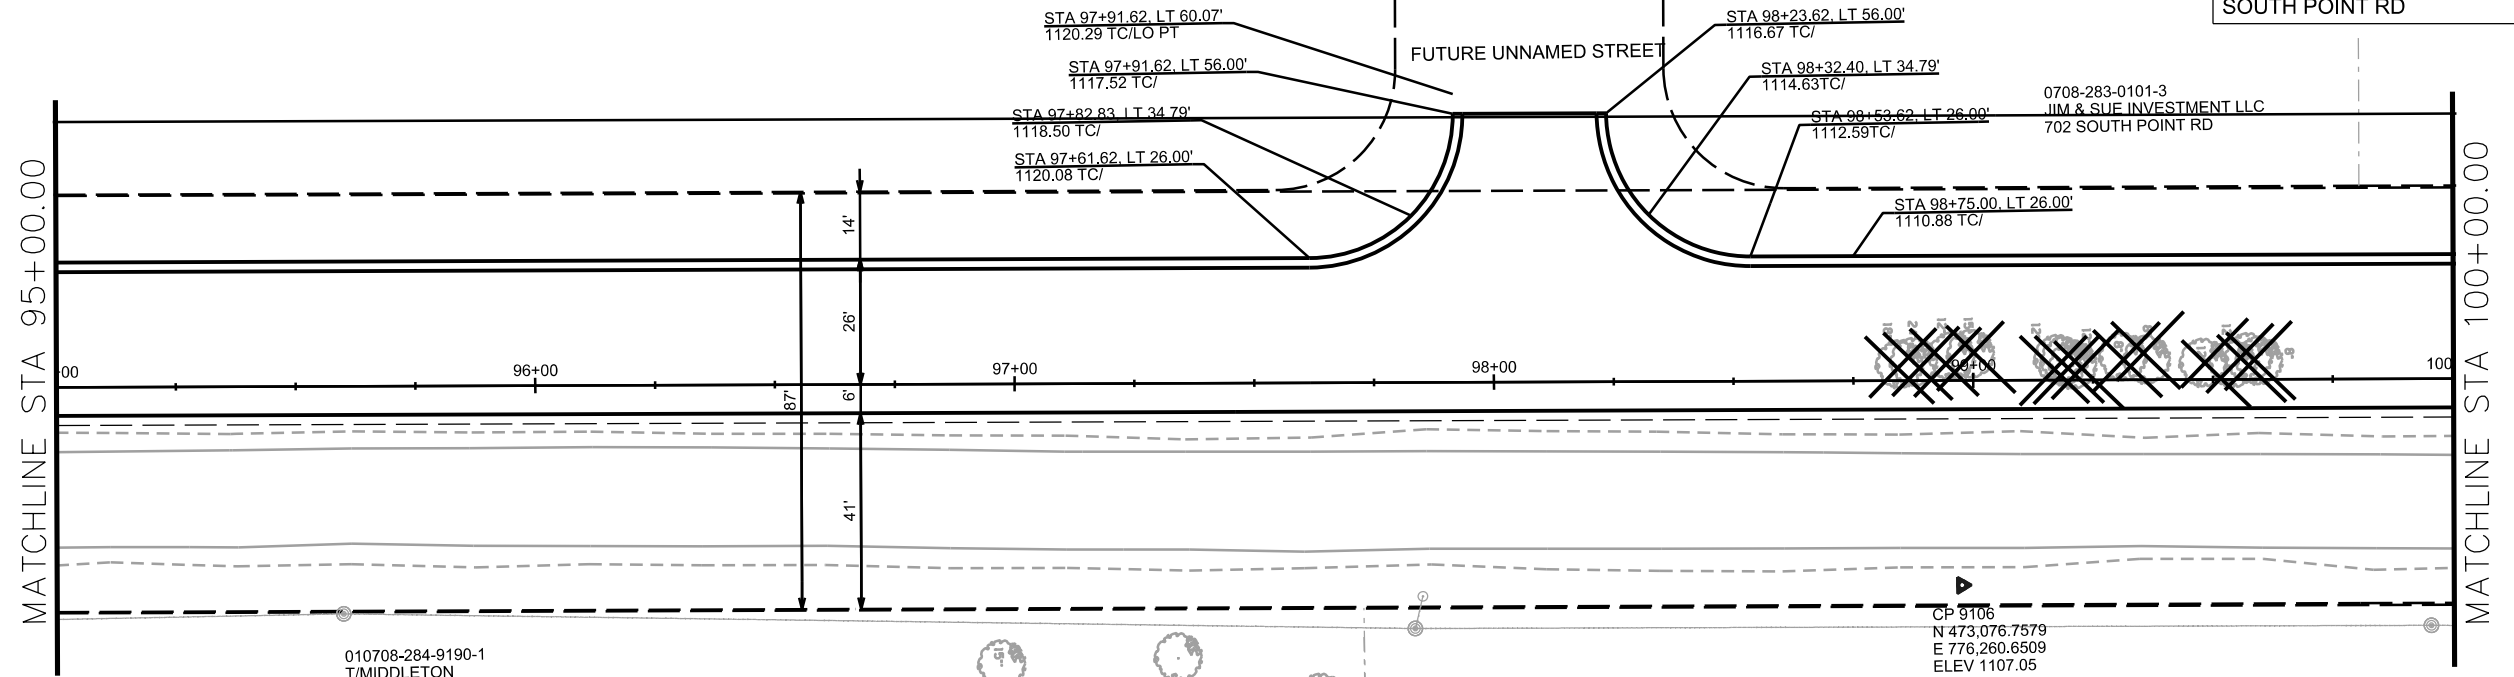 SOUTH POINT RD
STA 97+91.62, LT 60.07'
1120.29 TC/LO PT
STA 97+91.62, LT 56.00'
1117.52 TC/
STA 97+82.83, LT 34.79'
1118.50 TC/
STA 97+61.62, LT 26.00'
1120.08 TC/
FUTURE UNNAMED STREET
STA 98+23.62, LT 56.00'
1116.67 TC/
STA 98+32.40, LT 34.79'
1114.63TC/
STA 98+53.62, LT 26.00'
1112.59TC/
STA 98+75.00, LT 26.00'
1110.88 TC/
0708-283-0101-3
JIM & SUE INVESTMENT LLC
702 SOUTH POINT RD
MATCHLINE STA 95+00.00
MATCHLINE STA 100+00.00
14'
26'
87'
6'
41'
+00
96+00
97+00
98+00
99+00
100
CP 9106
N 473,076.7579
E 776,260.6509
ELEV 1107.05
010708-284-9190-1
T/MIDDLETON
15"